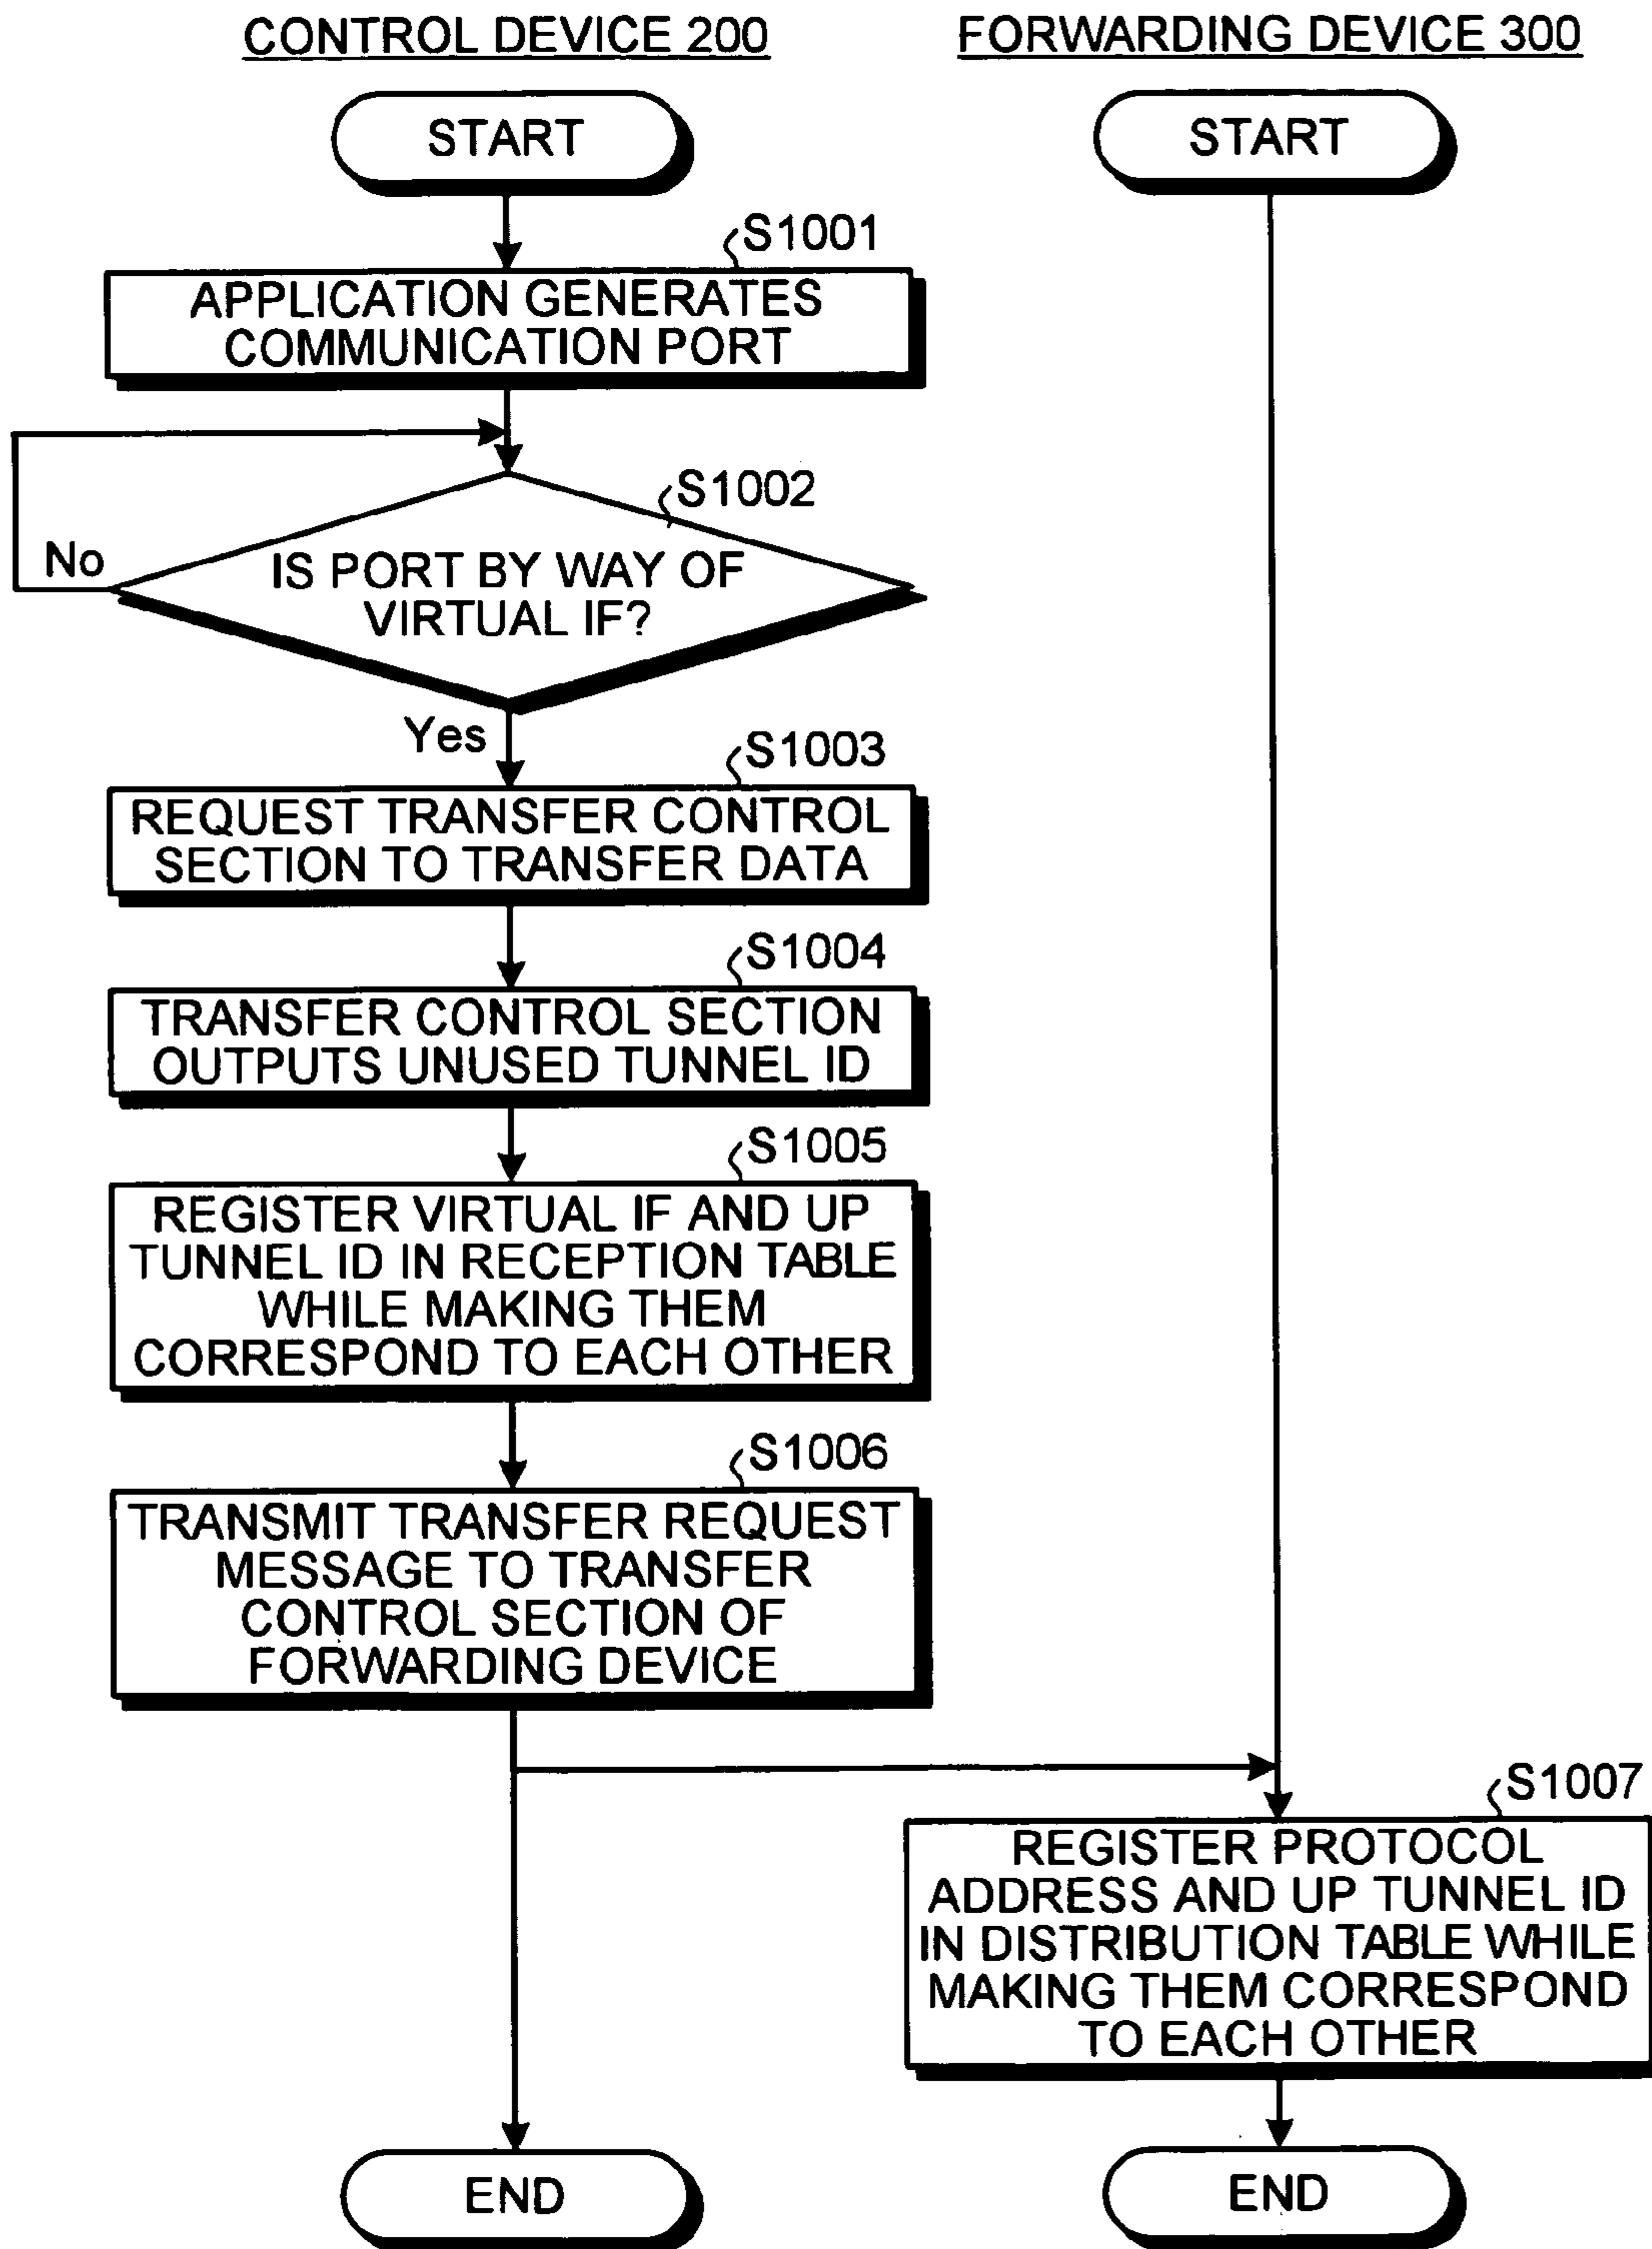 CONTROL DEVICE 200
FORWARDING DEVICE 300
START
START
S1001
APPLICATION GENERATES
COMMUNICATION PORT
S1002
No
IS PORT BY WAY OF
VIRTUAL IF?
Yes
S1003
REQUEST TRANSFER CONTROL
SECTION TO TRANSFER DATA
S1004
TRANSFER CONTROL SECTION
OUTPUTS UNUSED TUNNEL ID
S1005
REGISTER VIRTUAL IF AND UP
TUNNEL ID IN RECEPTION TABLE
WHILE MAKING THEM
CORRESPOND TO EACH OTHER
S1006
TRANSMIT TRANSFER REQUEST
MESSAGE TO TRANSFER
CONTROL SECTION OF
FORWARDING DEVICE
S1007
REGISTER PROTOCOL
ADDRESS AND UP TUNNEL ID
IN DISTRIBUTION TABLE WHILE
MAKING THEM CORRESPOND
TO EACH OTHER
END
END